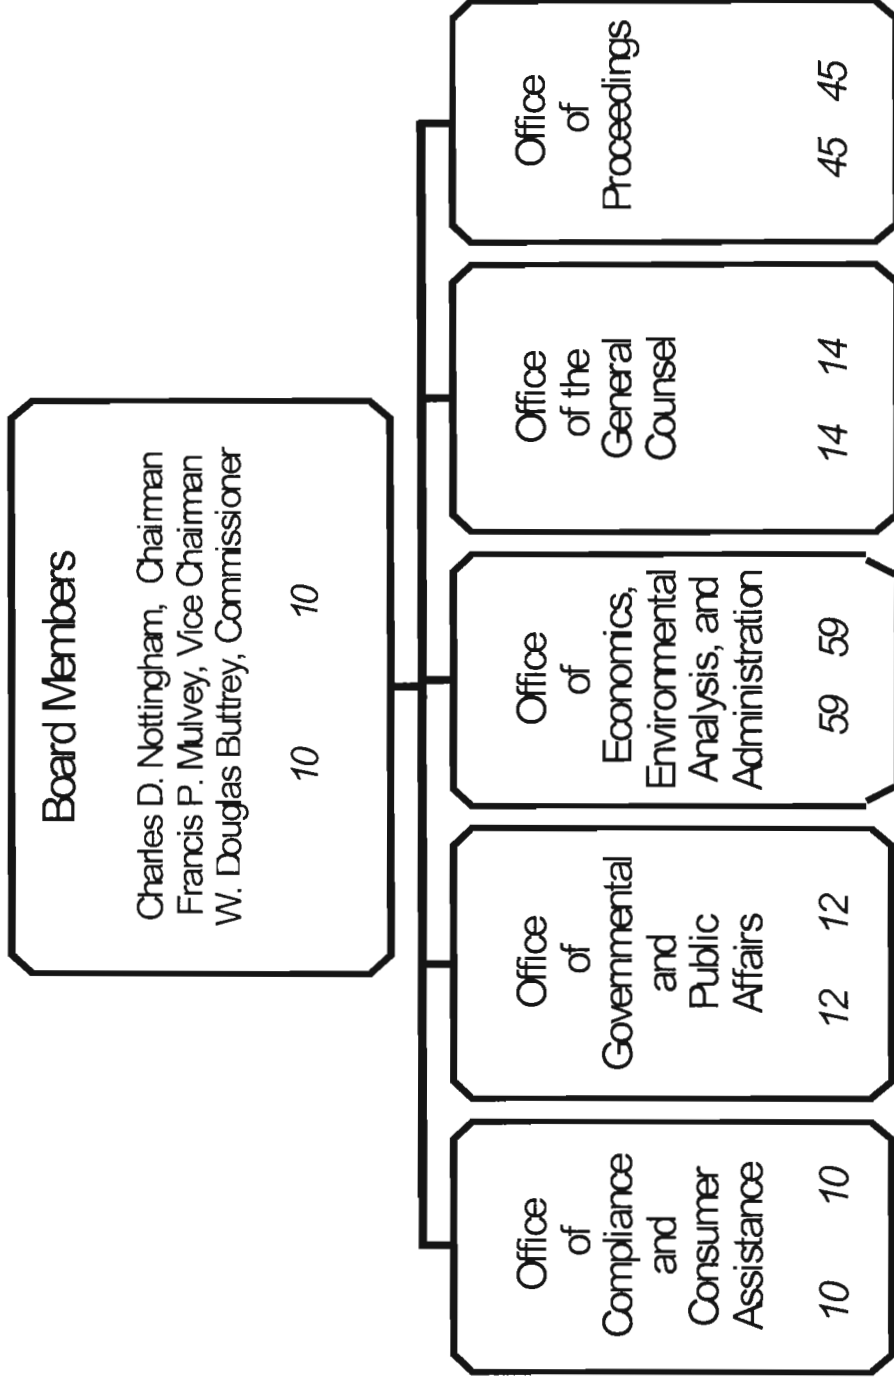 Board Members
Charles D. Nottingham, Chairman
Francis P. Mulvey, Vice Chairman
W. Douglas Buttrey, Commissioner
10 10
Office
of
Compliance
and
Consumer
Assistance
10 10
Office
of
Governmental
and
Public
Affairs
12 12
Office
of
Economics,
Environmental
Analysis, and
Administration
59 59
Office
of the
General
Counsel
14 14
Office
of
Proceedings
45 45